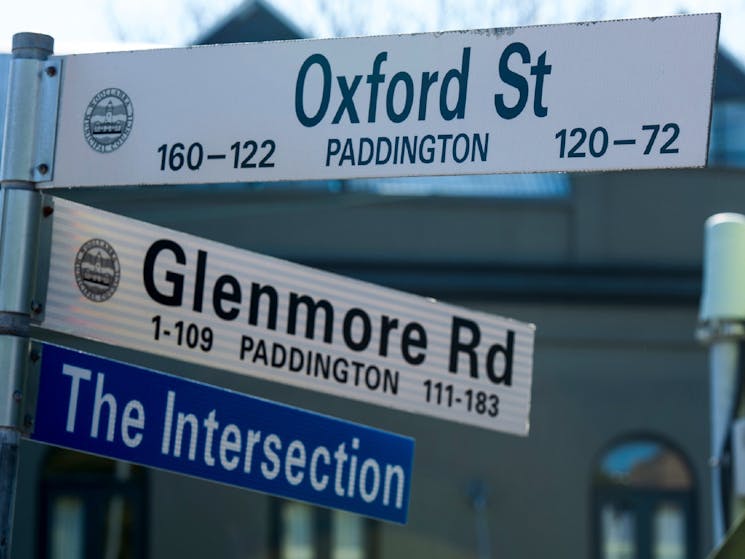 Oxford St
160–122 PADDINGTON 120–72
Glenmore Rd
1-109 PADDINGTON 111-183
The Intersection